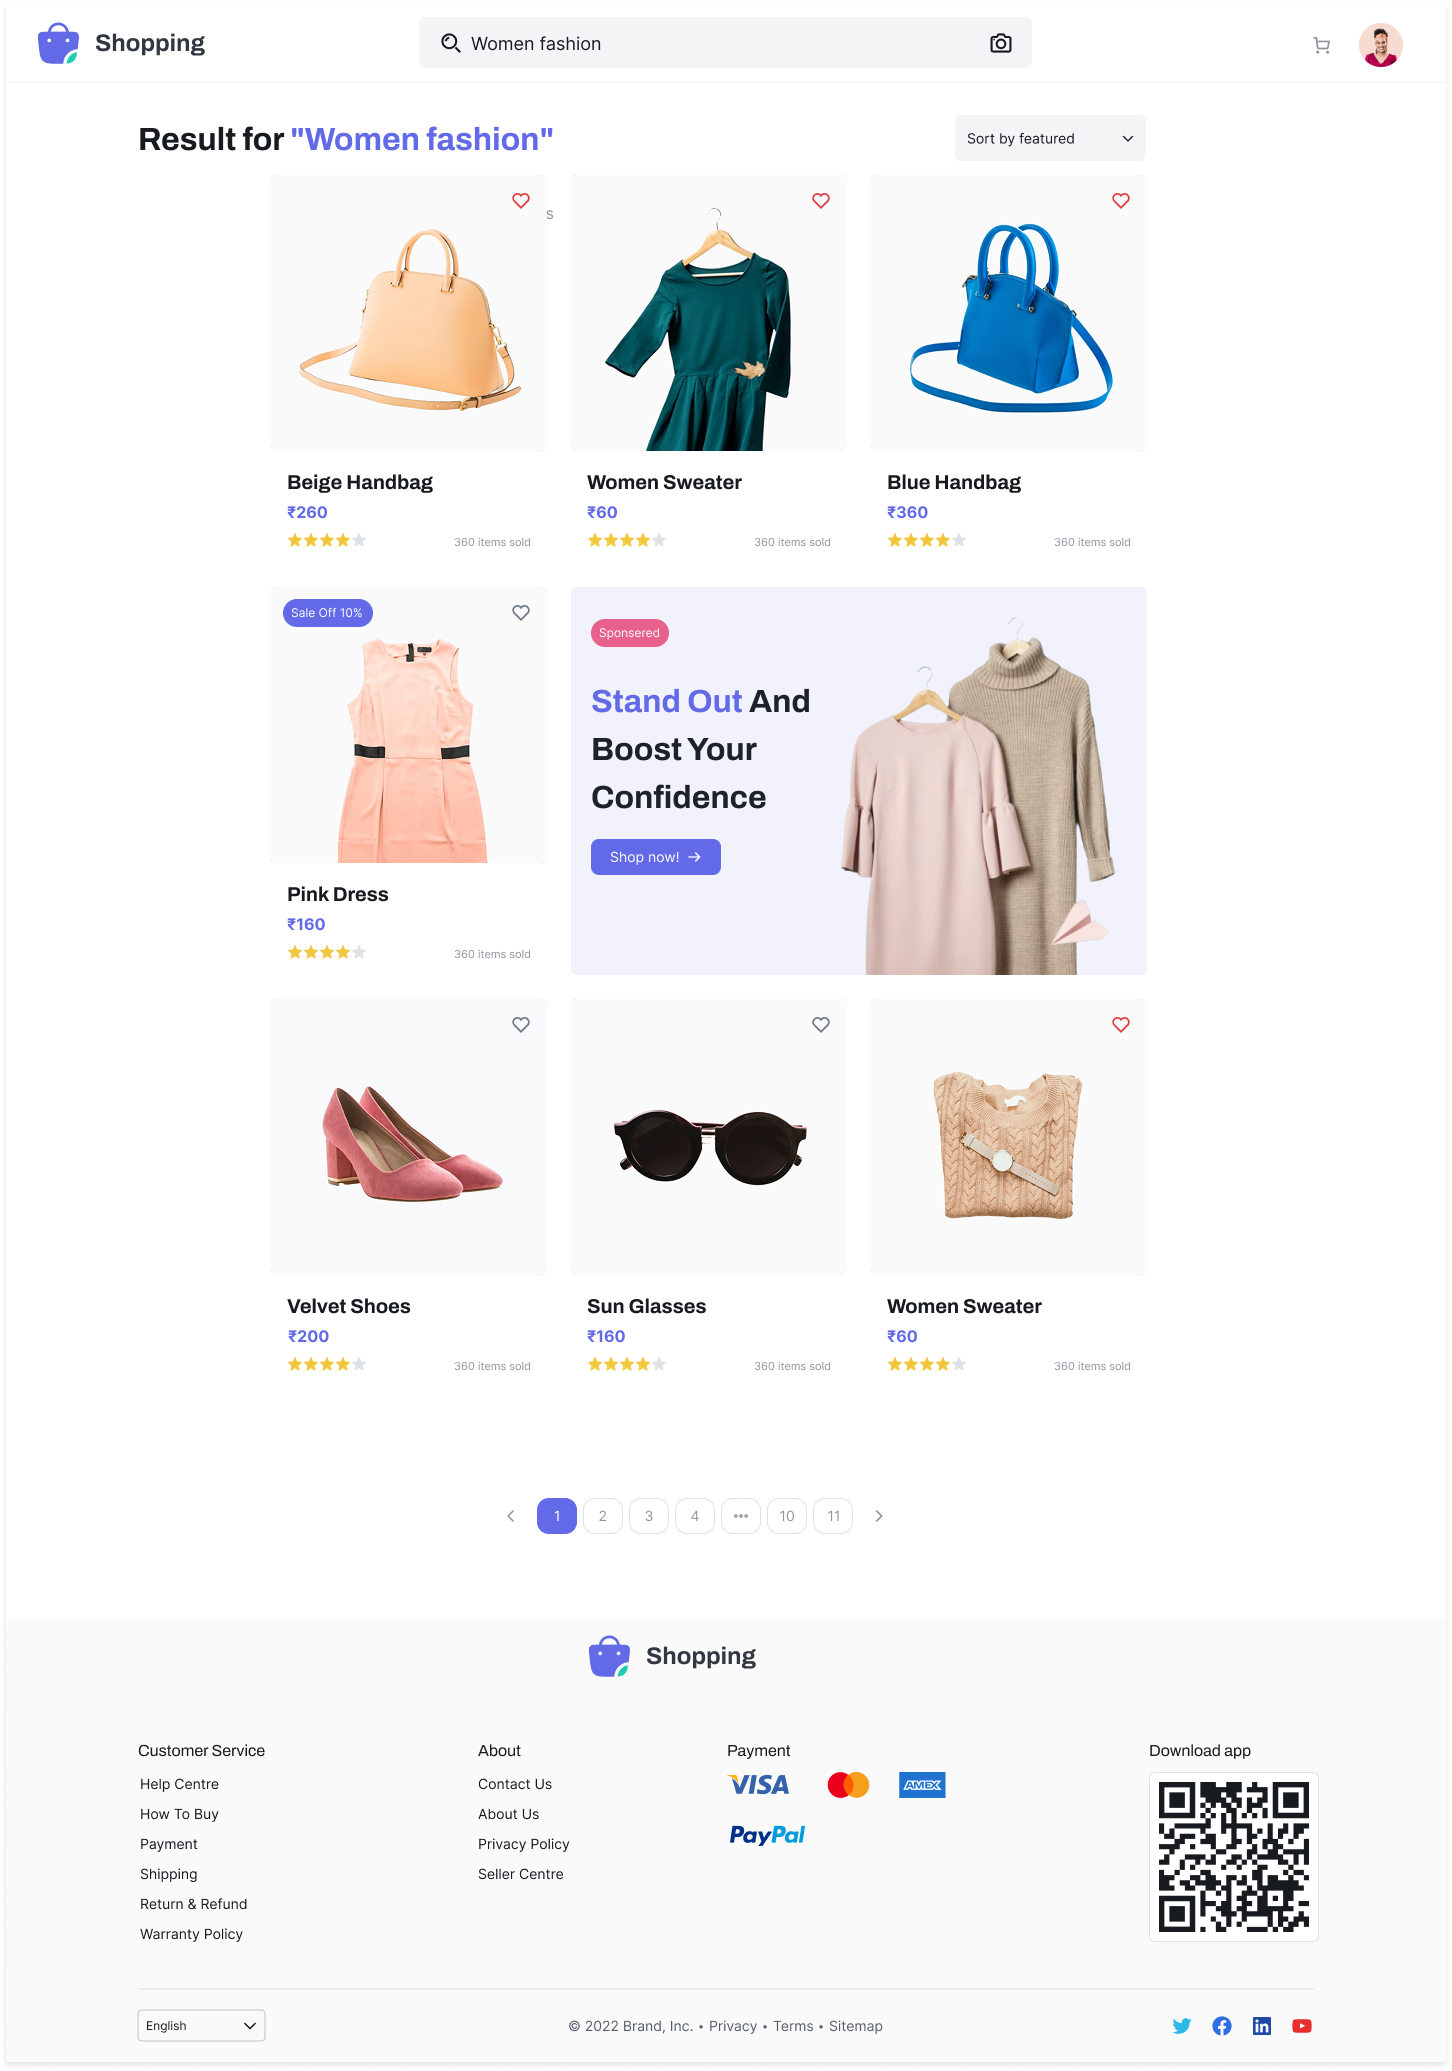 Shopping
Women fashion
Result for "Women fashion"
Sort by featured
s
Beige Handbag
₹260
360 items sold
Women Sweater
₹60
360 items sold
Blue Handbag
₹360
360 items sold
Sale Off 10%
Pink Dress
₹160
360 items sold
Sponsered
Stand Out And
Boost Your
Confidence
Shop now!
Velvet Shoes
₹200
360 items sold
Sun Glasses
₹160
360 items sold
Women Sweater
₹60
360 items sold
1 2 3 4 ••• 10 11
Shopping
Customer Service
Help Centre
How To Buy
Payment
Shipping
Return & Refund
Warranty Policy
About
Contact Us
About Us
Privacy Policy
Seller Centre
Payment
VISA
AMEX
PayPal
Download app
English
© 2022 Brand, Inc. • Privacy • Terms • Sitemap
in